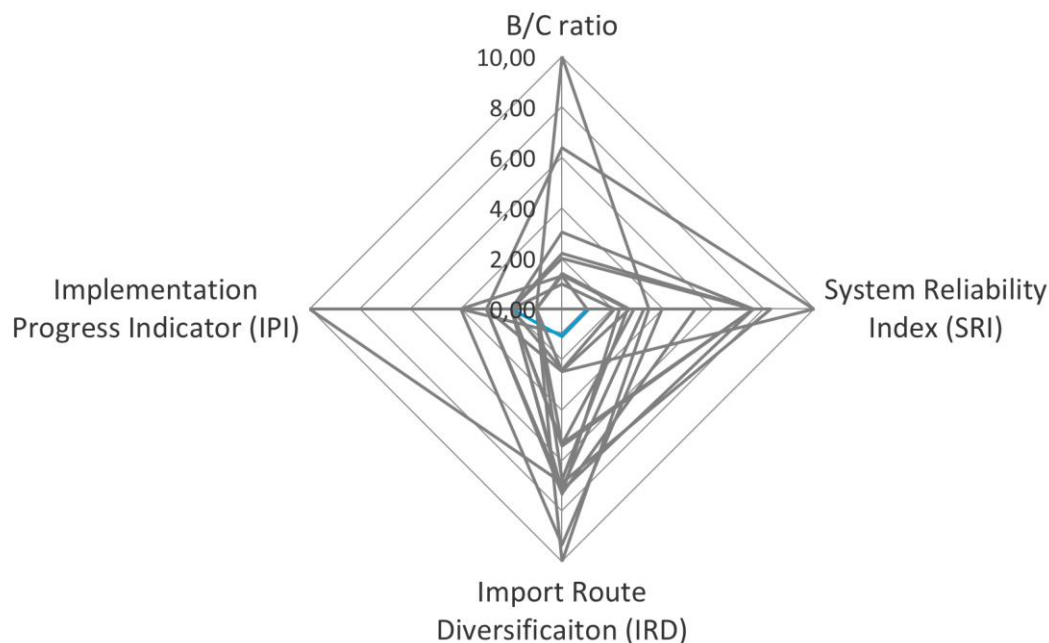 B/C ratio
10,00
8,00
6,00
4,00
2,00
0,00
Implementation
Progress Indicator (IPI)
System Reliability
Index (SRI)
Import Route
Diversificaiton (IRD)